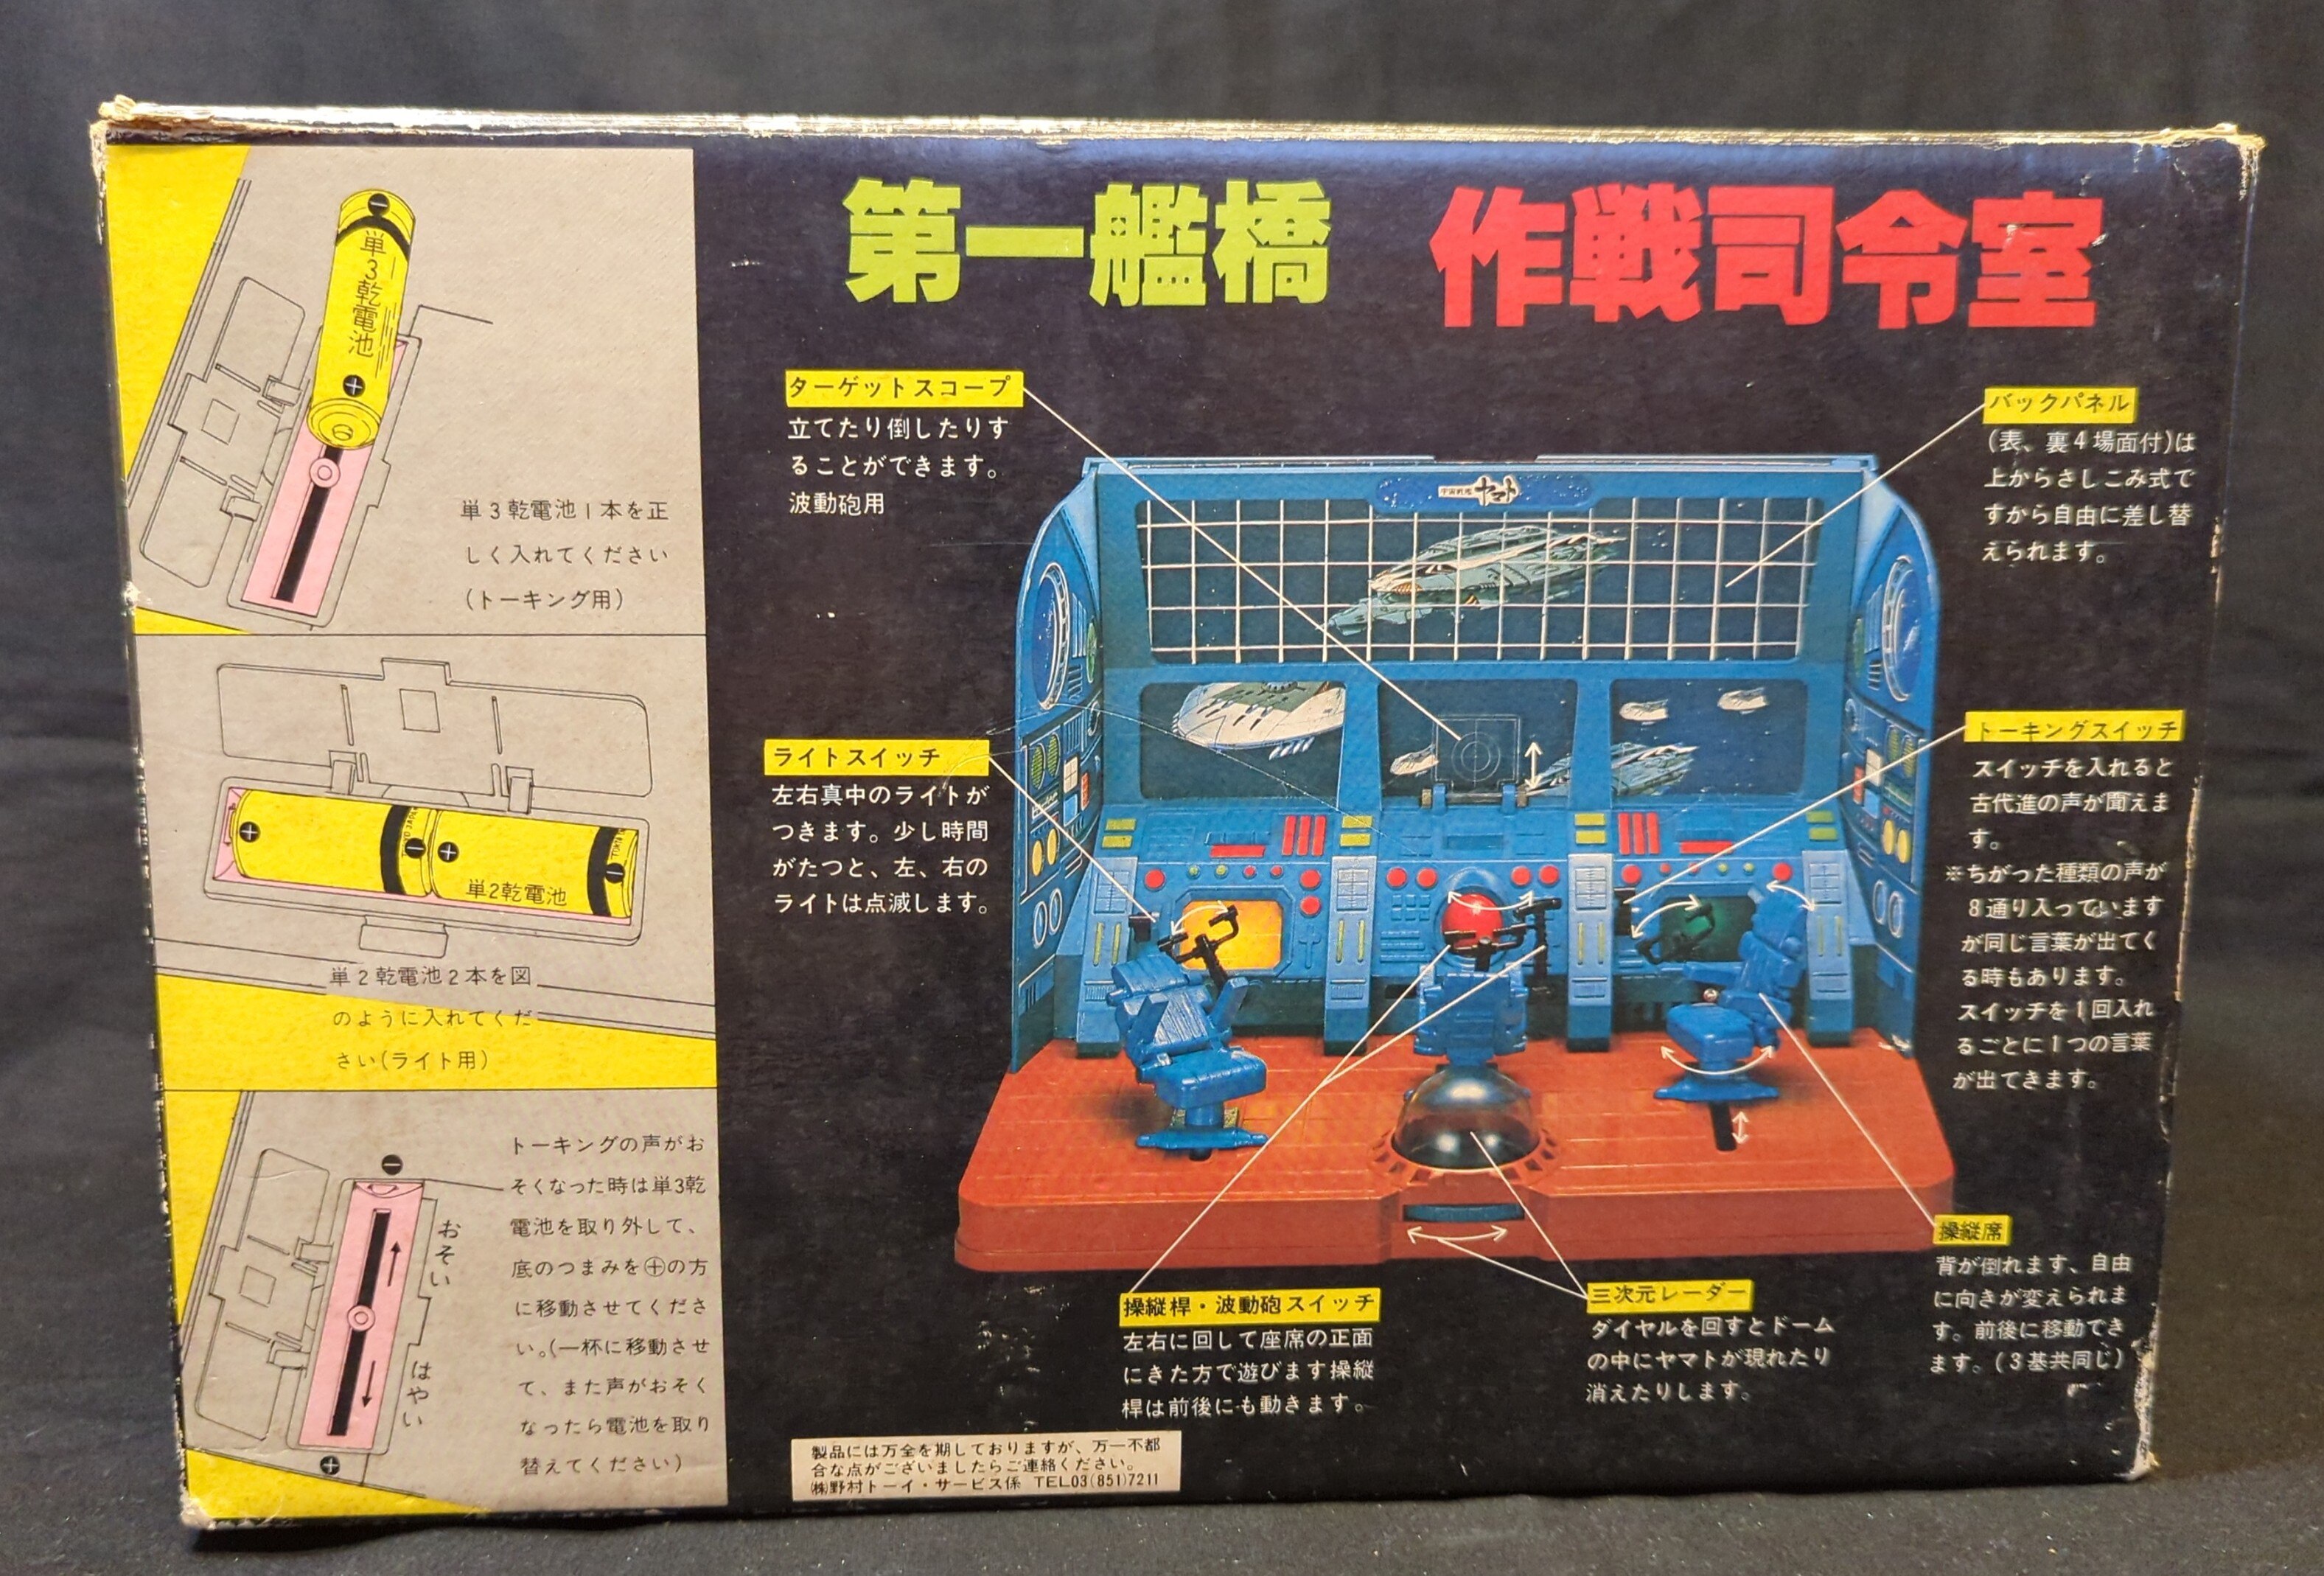 第一艦橋 作戦司令室
単3乾電池
単3乾電池1本を正
しく入れてください
(トーキング用)
単2乾電池
単2乾電池2本を図
のように入れてくだ
さい(ライト用)
トーキングの声がお
そくなった時は単3乾
電池を取り外して、
底のつまみを⊕の方
に移動させてくださ
い。(一杯に移動させ
て、また声がおそく
なったら電池を取り
替えてください)
おそい
はやい
ターゲットスコープ
立てたり倒したりす
ることができます。
波動砲用
ライトスイッチ
左右真中のライトが
つきます。少し時間
がたつと、左、右の
ライトは点滅します。
宇宙戦艦ヤマト
バックパネル
(表、裏4場面付)は
上からさしこみ式で
すから自由に差し替
えられます。
トーキングスイッチ
スイッチを入れると
古代進の声が聞えま
す。
※ちがった種類の声が
8通り入っています
が同じ言葉が出てく
る時もあります。
スイッチを1回入れ
るごとに1つの言葉
が出てきます。
操縦桿・波動砲スイッチ
左右に回して座席の正面
にきた方で遊びます操縦
桿は前後にも動きます。
三次元レーダー
ダイヤルを回すとドーム
の中にヤマトが現れたり
消えたりします。
操縦席
背が倒れます、自由
に向きが変えられま
す。前後に移動でき
ます。(3基共同じ)
製品には万全を期しておりますが、万一不都
合な点がございましたらご連絡ください。
㈱野村トーイ・サービス係 TEL03(851)7211